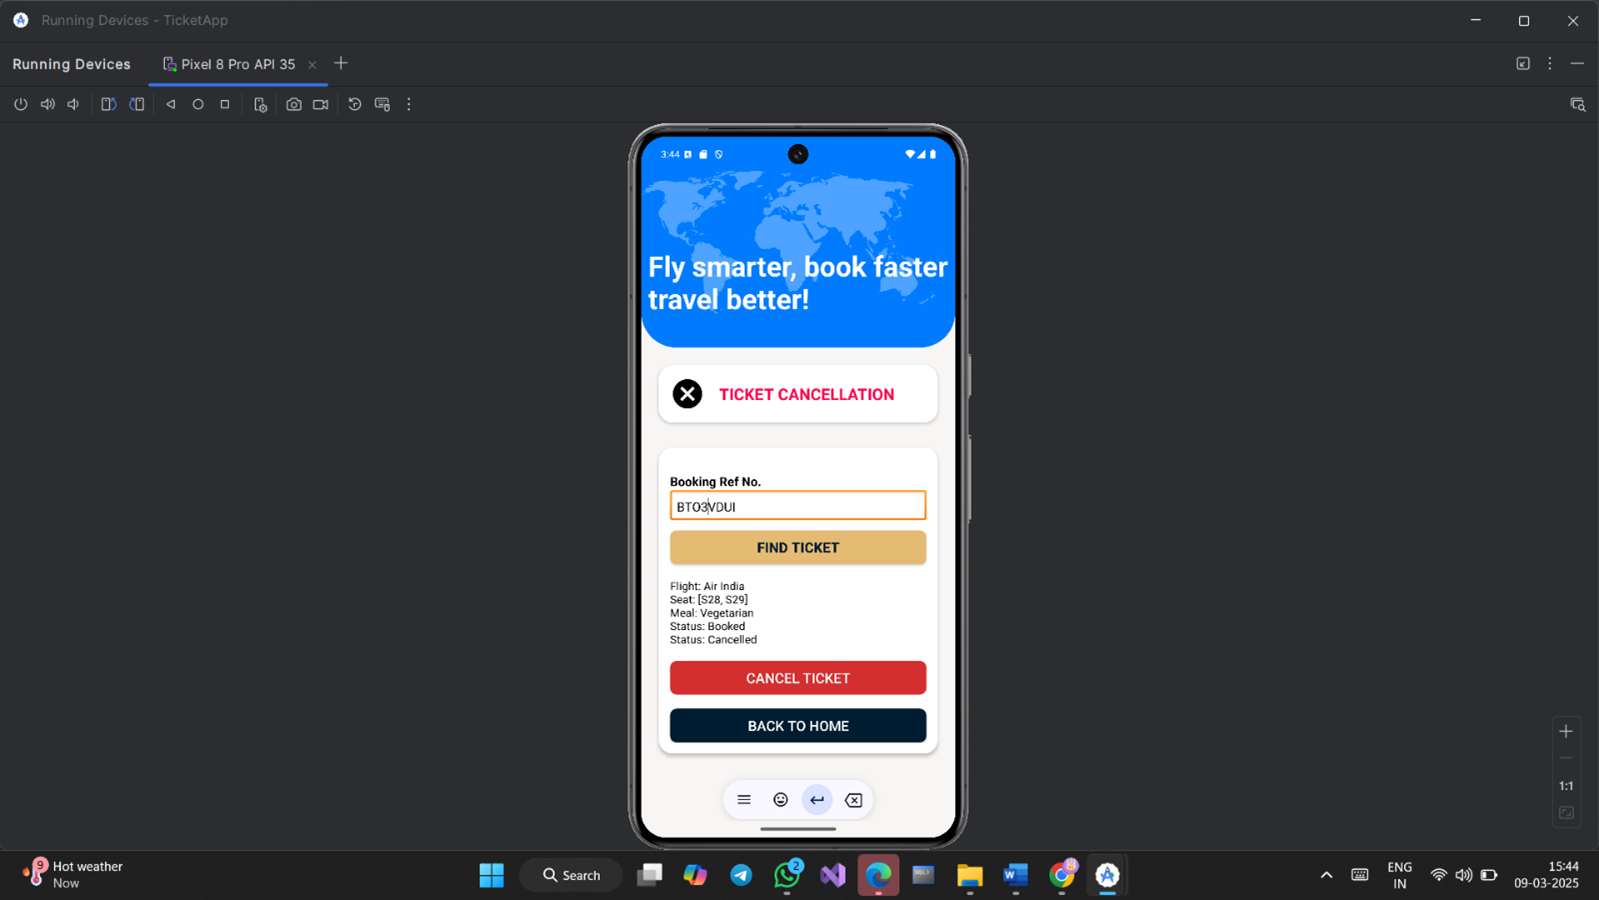 Running Devices - TicketApp
Running Devices
Pixel 8 Pro API 35
3:44
Fly smarter, book faster
travel better!
TICKET CANCELLATION
Booking Ref No.
BTO3VDUI
FIND TICKET
Flight: Air India
Seat: [S28, S29]
Meal: Vegetarian
Status: Booked
Status: Cancelled
CANCEL TICKET
BACK TO HOME
1:1
9
Hot weather
Now
Search
2
ENG
IN
15:44
09-03-2025